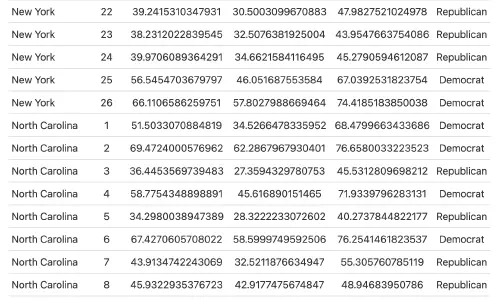 New York 22 39.2415310347931 30.5003099670883 47.9827521024978 Republican
New York 23 38.2312022839545 32.5076381925004 43.9547663754086 Republican
New York 24 39.9706089364291 34.6621584116495 45.2790594612087 Republican
New York 25 56.5454703679797 46.051687553584 67.0392531823754 Democrat
New York 26 66.1106586259751 57.8027988669464 74.4185183850038 Democrat
North Carolina 1 51.5033070884819 34.5266478335952 68.4799663433686 Democrat
North Carolina 2 69.4724000576962 62.2867967930401 76.6580033223523 Democrat
North Carolina 3 36.4453569739483 27.3594329780753 45.5312809698212 Republican
North Carolina 4 58.7754348898891 45.616890151465 71.9339796283131 Democrat
North Carolina 5 34.2980038947389 28.3222233072602 40.2737844822177 Republican
North Carolina 6 67.4270605708022 58.5999749592506 76.2541461823537 Democrat
North Carolina 7 43.9134742243069 32.5211876634947 55.305760785119 Republican
North Carolina 8 45.9322935376723 42.9177475674847 48.94683950786 Republican